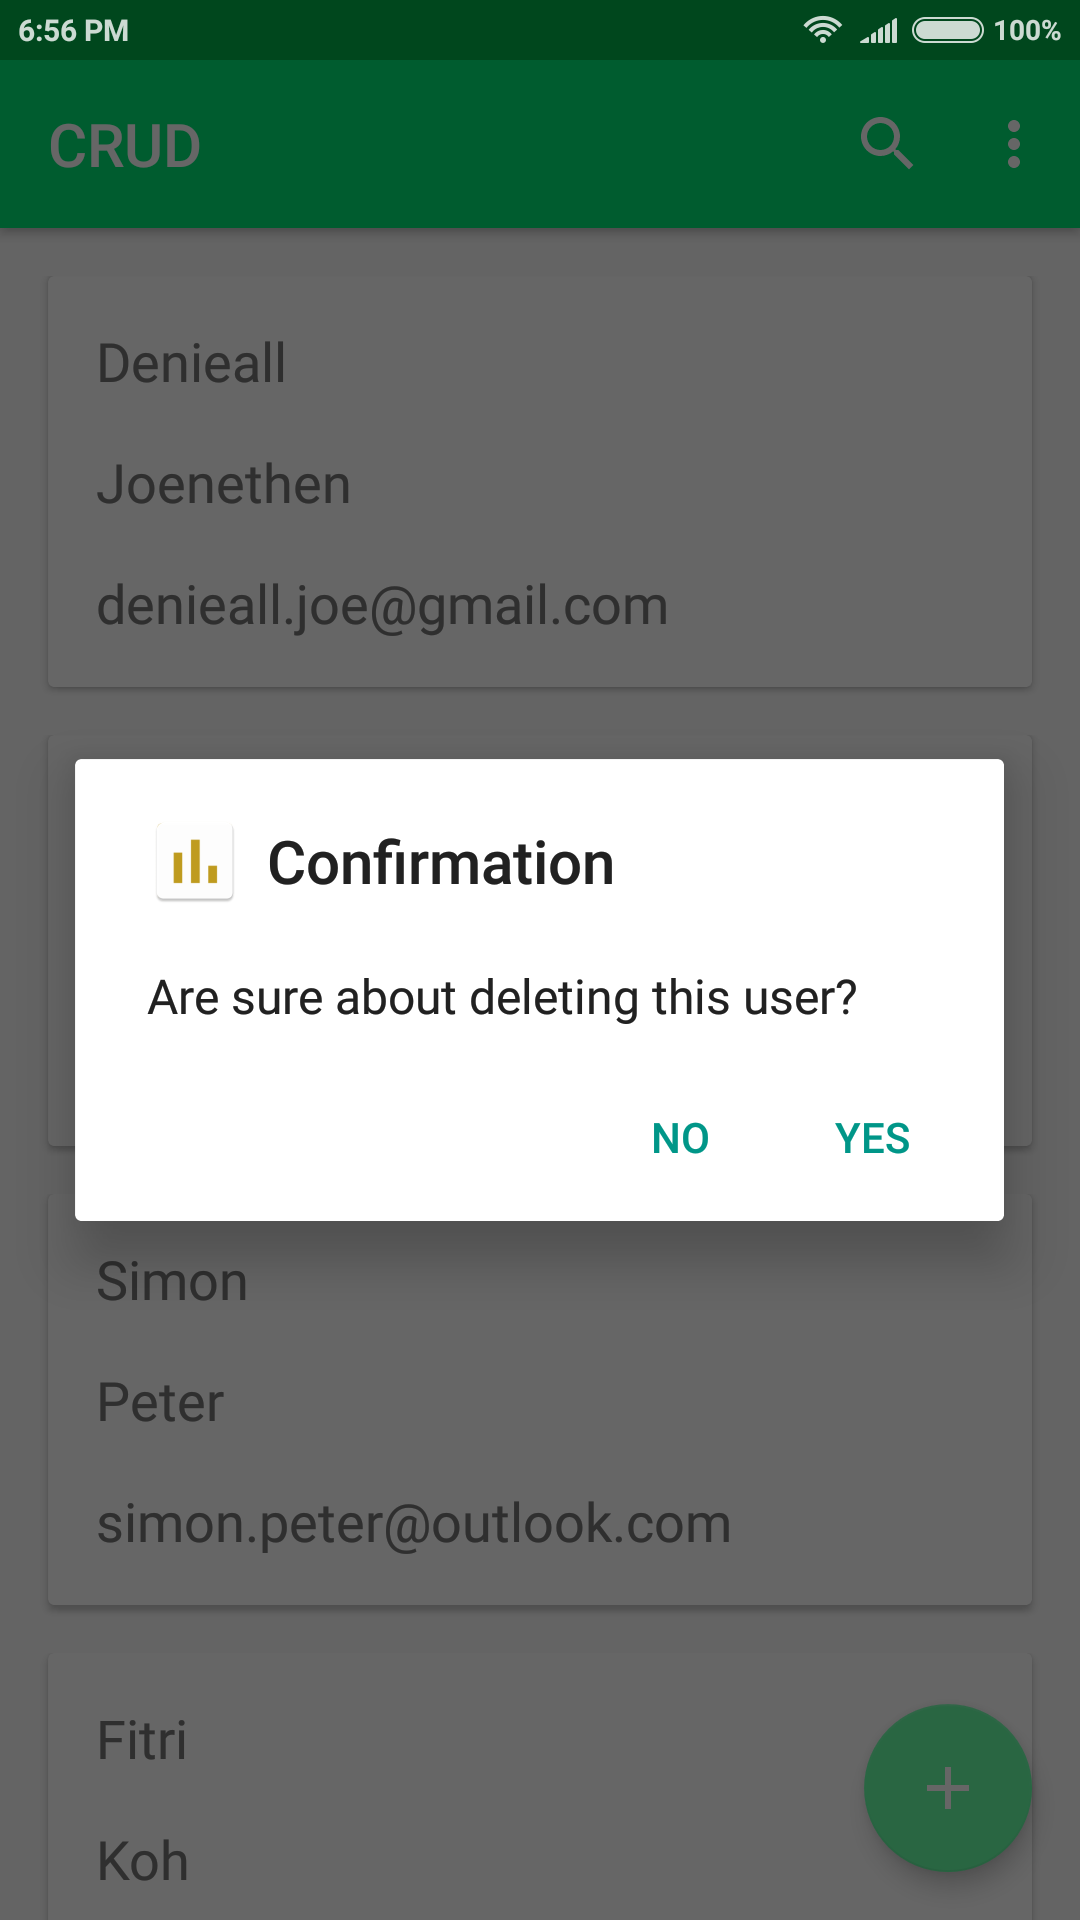 6:56 PM 100%
CRUD
Denieall
Joenethen
denieall.joe@gmail.com
Confirmation
Are sure about deleting this user?
NO YES
Simon
Peter
simon.peter@outlook.com
Fitri
Koh